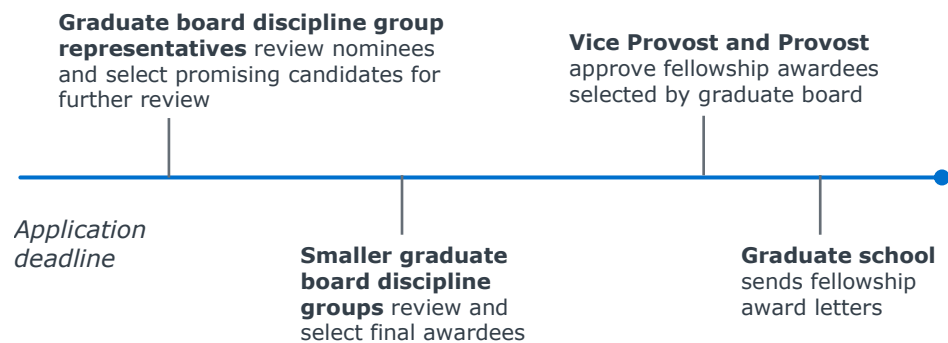 Graduate board discipline group
representatives review nominees
and select promising candidates for
further review
Vice Provost and Provost
approve fellowship awardees
selected by graduate board
Application
deadline
Smaller graduate
board discipline
groups review and
select final awardees
Graduate school
sends fellowship
award letters